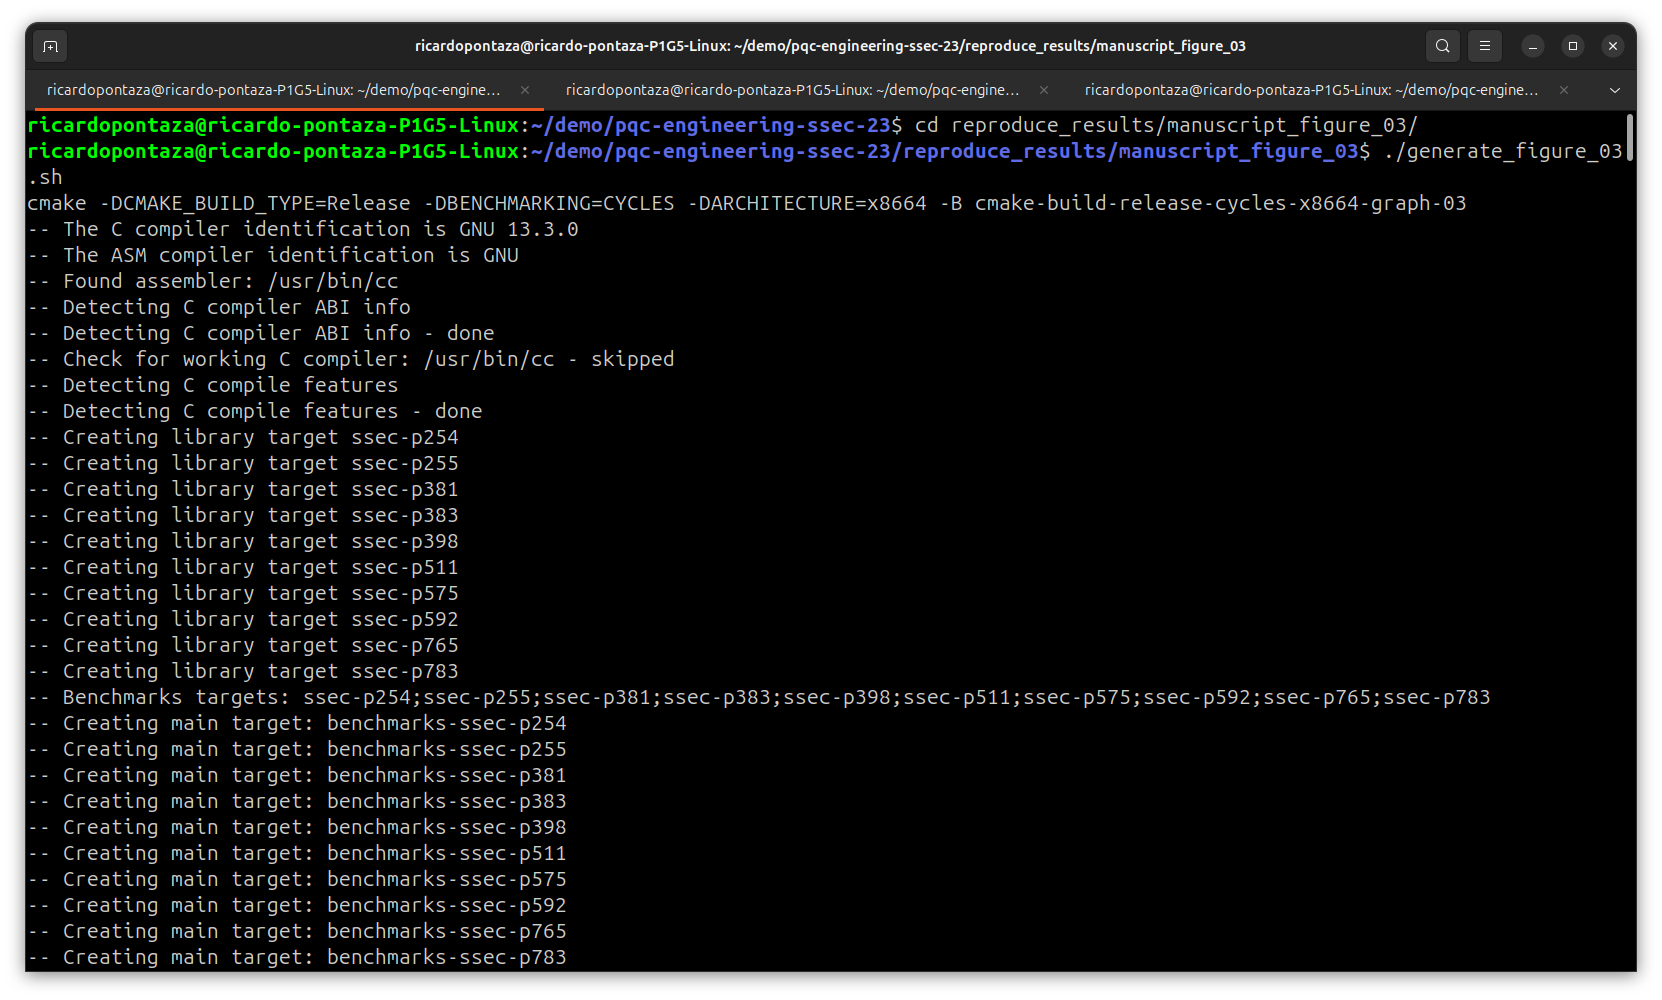 ricardopontaza@ricardo-pontaza-P1G5-Linux: ~/demo/pqc-engineering-ssec-23/reproduce_results/manuscript_figure_03
ricardopontaza@ricardo-pontaza-P1G5-Linux: ~/demo/pqc-engine... ricardopontaza@ricardo-pontaza-P1G5-Linux: ~/demo/pqc-engine... ricardopontaza@ricardo-pontaza-P1G5-Linux: ~/demo/pqc-engine...
ricardopontaza@ricardo-pontaza-P1G5-Linux:~/demo/pqc-engineering-ssec-23$ cd reproduce_results/manuscript_figure_03/
ricardopontaza@ricardo-pontaza-P1G5-Linux:~/demo/pqc-engineering-ssec-23/reproduce_results/manuscript_figure_03$ ./generate_figure_03
.sh
cmake -DCMAKE_BUILD_TYPE=Release -DBENCHMARKING=CYCLES -DARCHITECTURE=x8664 -B cmake-build-release-cycles-x8664-graph-03
-- The C compiler identification is GNU 13.3.0
-- The ASM compiler identification is GNU
-- Found assembler: /usr/bin/cc
-- Detecting C compiler ABI info
-- Detecting C compiler ABI info - done
-- Check for working C compiler: /usr/bin/cc - skipped
-- Detecting C compile features
-- Detecting C compile features - done
-- Creating library target ssec-p254
-- Creating library target ssec-p255
-- Creating library target ssec-p381
-- Creating library target ssec-p383
-- Creating library target ssec-p398
-- Creating library target ssec-p511
-- Creating library target ssec-p575
-- Creating library target ssec-p592
-- Creating library target ssec-p765
-- Creating library target ssec-p783
-- Benchmarks targets: ssec-p254;ssec-p255;ssec-p381;ssec-p383;ssec-p398;ssec-p511;ssec-p575;ssec-p592;ssec-p765;ssec-p783
-- Creating main target: benchmarks-ssec-p254
-- Creating main target: benchmarks-ssec-p255
-- Creating main target: benchmarks-ssec-p381
-- Creating main target: benchmarks-ssec-p383
-- Creating main target: benchmarks-ssec-p398
-- Creating main target: benchmarks-ssec-p511
-- Creating main target: benchmarks-ssec-p575
-- Creating main target: benchmarks-ssec-p592
-- Creating main target: benchmarks-ssec-p765
-- Creating main target: benchmarks-ssec-p783